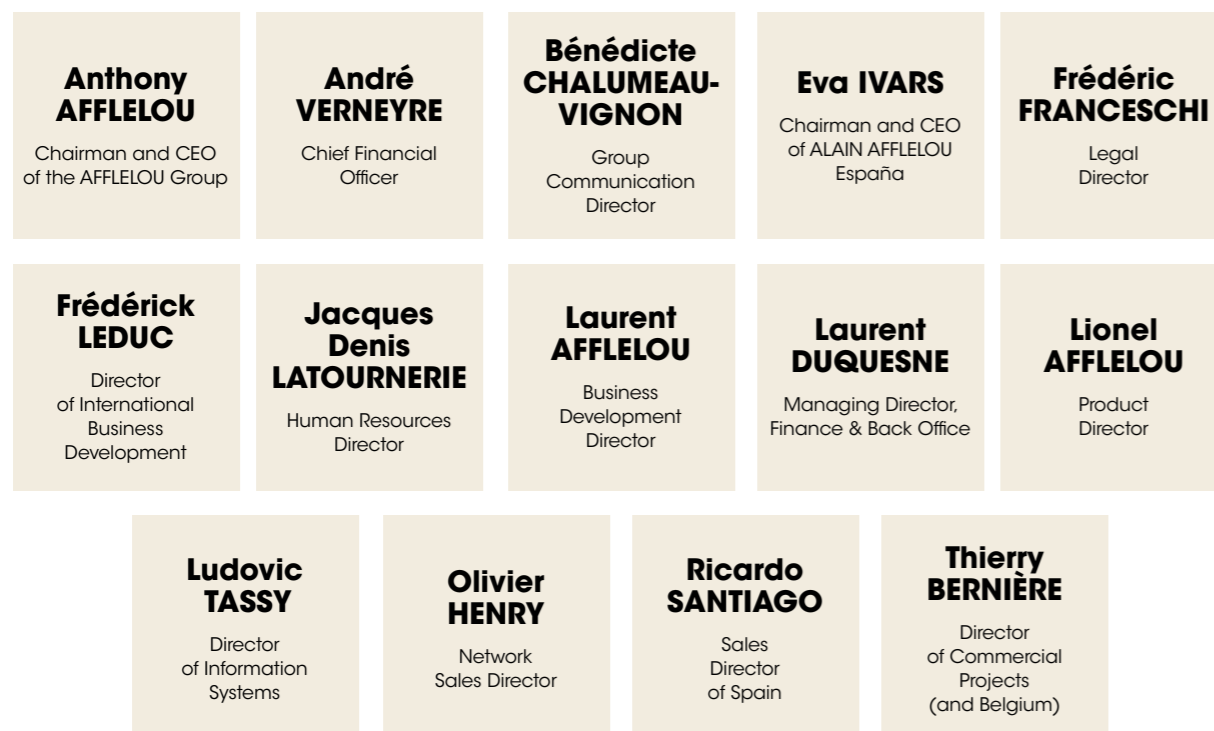 Anthony
AFFLELOU
Chairman and CEO
of the AFFLELOU Group
André
VERNEYRE
Chief Financial
Officer
Bénédicte
CHALUMEAU-
VIGNON
Group
Communication
Director
Eva IVARS
Chairman and CEO
of ALAIN AFFLELOU
España
Frédéric
FRANCESCHI
Legal
Director
Frédérick
LEDUC
Director
of International
Business
Development
Jacques
Denis
LATOURNERIE
Human Resources
Director
Laurent
AFFLELOU
Business
Development
Director
Laurent
DUQUESNE
Managing Director,
Finance & Back Office
Lionel
AFFLELOU
Product
Director
Ludovic
TASSY
Director
of Information
Systems
Olivier
HENRY
Network
Sales Director
Ricardo
SANTIAGO
Sales
Director
of Spain
Thierry
BERNIÈRE
Director
of Commercial
Projects
(and Belgium)